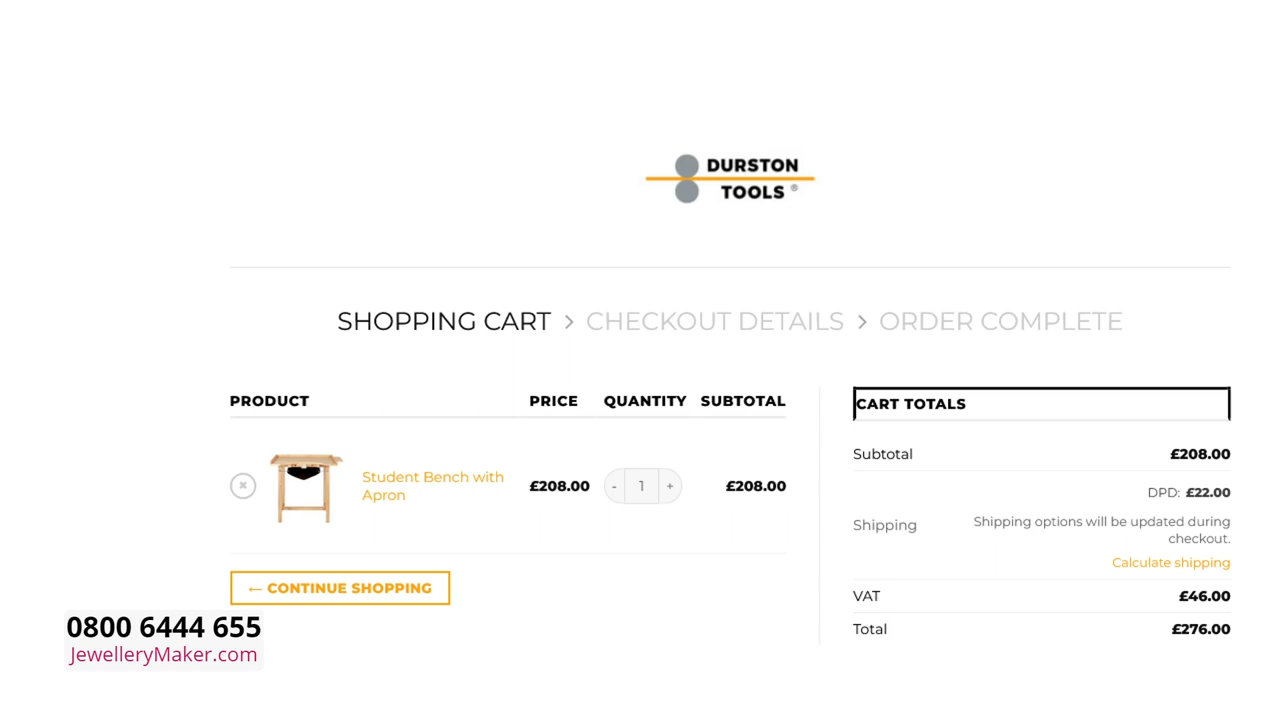 DURSTON
TOOLS ®
SHOPPING CART > CHECKOUT DETAILS > ORDER COMPLETE
PRODUCT PRICE QUANTITY SUBTOTAL
× Student Bench with
Apron
£208.00 - 1 + £208.00
← CONTINUE SHOPPING
CART TOTALS
Subtotal £208.00
DPD: £22.00
Shipping
Shipping options will be updated during
checkout.
Calculate shipping
VAT £46.00
Total £276.00
0800 6444 655
JewelleryMaker.com